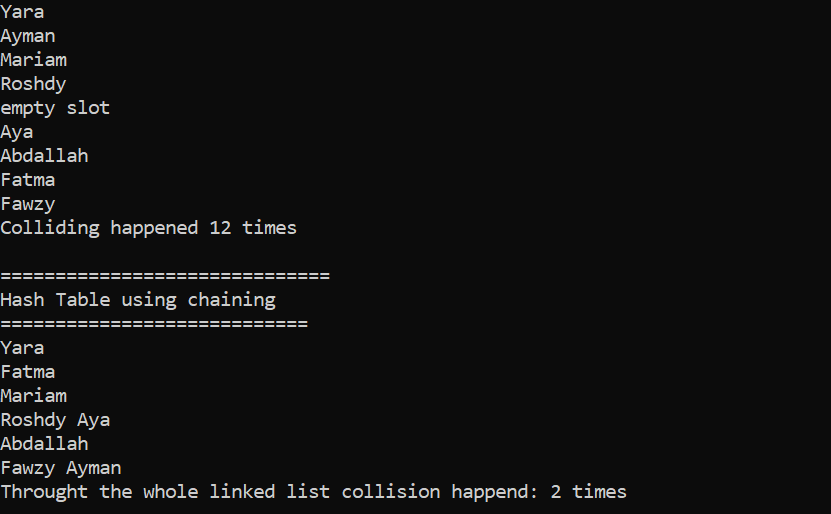 Yara
Ayman
Mariam
Roshdy
empty slot
Aya
Abdallah
Fatma
Fawzy
Colliding happened 12 times
==============================
Hash Table using chaining
============================
Yara
Fatma
Mariam
Roshdy Aya
Abdallah
Fawzy Ayman
Throught the whole linked list collision happend: 2 times